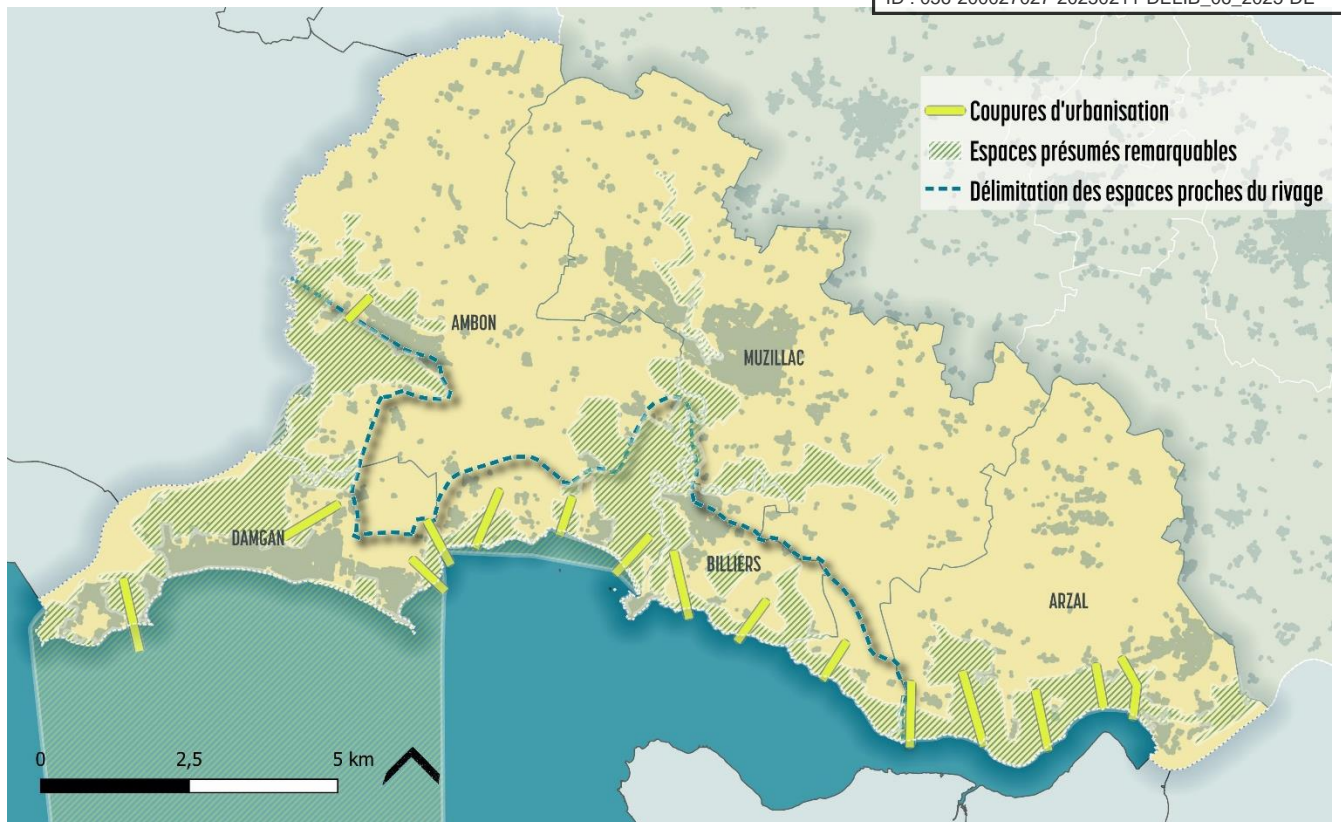 Coupures d'urbanisation
Espaces présumés remarquables
Délimitation des espaces proches du rivage
AMBON
MUZILLAC
DAMGAN
BILLIERS
ARZAL
0 2,5 5 km